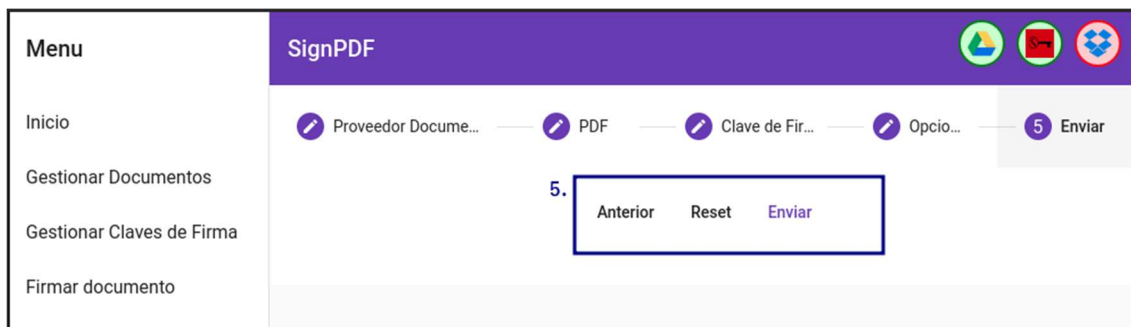 Menu
SignPDF
Inicio
Gestionar Documentos
Gestionar Claves de Firma
Firmar documento
Proveedor Docume...
PDF
Clave de Fir...
Opcio...
5 Enviar
5.
Anterior Reset Enviar